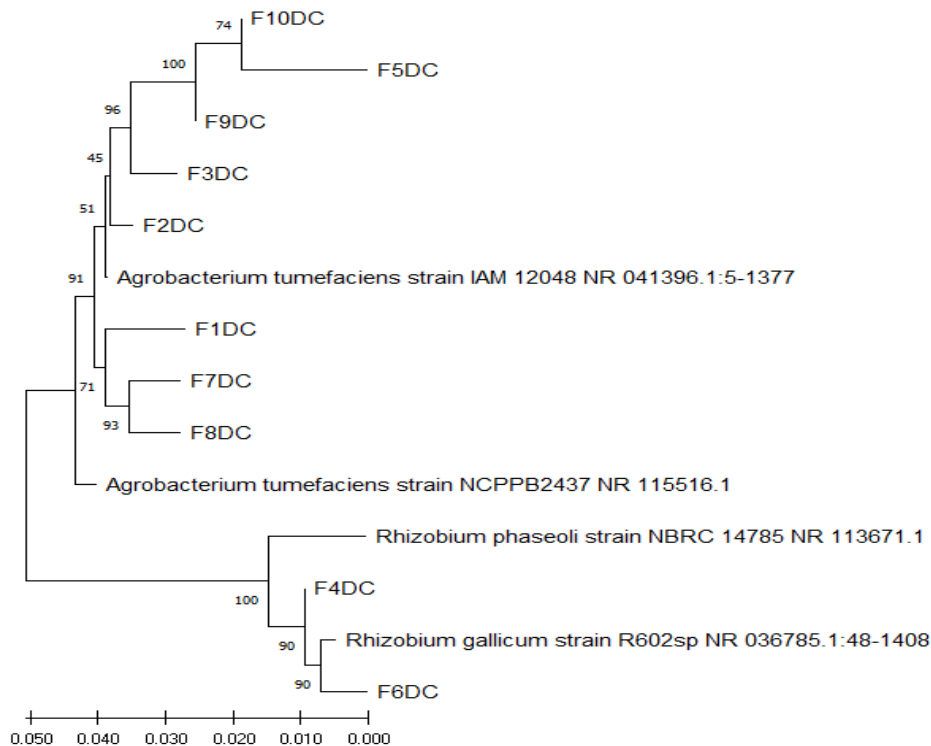 F10DC
74
F5DC
100
F9DC
96
F3DC
45
F2DC
51
Agrobacterium tumefaciens strain IAM 12048 NR 041396.1:5-1377
91
F1DC
F7DC
71
F8DC
93
Agrobacterium tumefaciens strain NCPPB2437 NR 115516.1
Rhizobium phaseoli strain NBRC 14785 NR 113671.1
F4DC
100
Rhizobium gallicum strain R602sp NR 036785.1:48-1408
90
F6DC
90
0.050 0.040 0.030 0.020 0.010 0.000